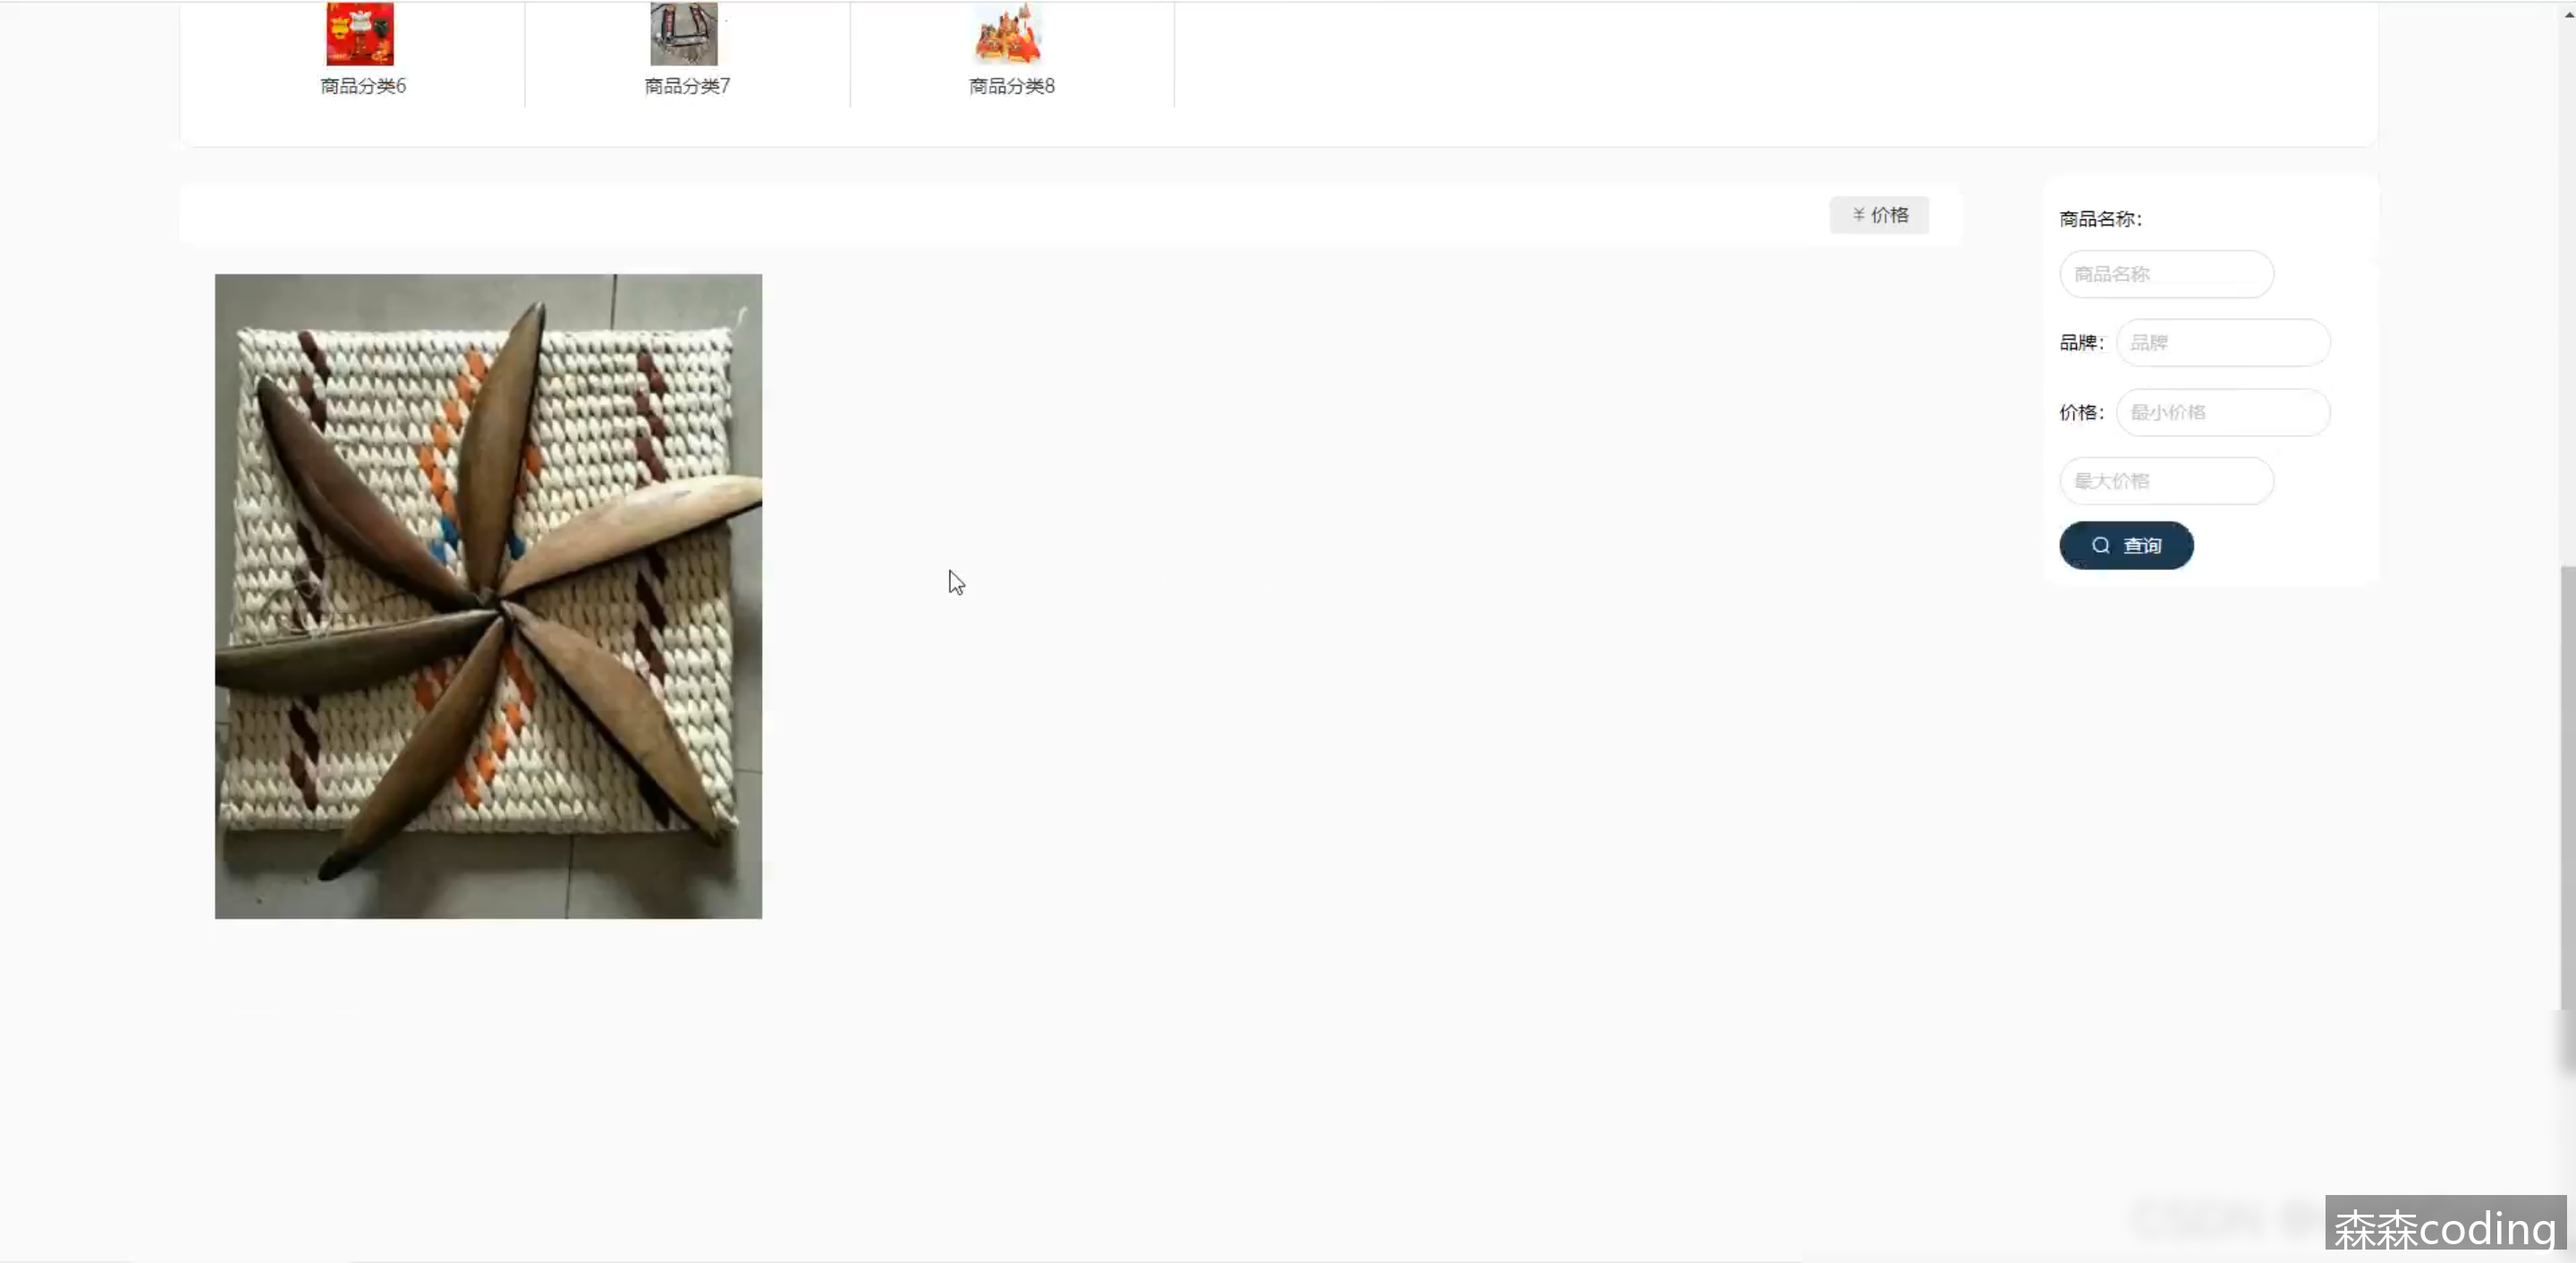 商品分类6
商品分类7
商品分类8
¥ 价格
商品名称：
商品名称
品牌：
品牌
价格：
最小价格
最大价格
查询
森森coding